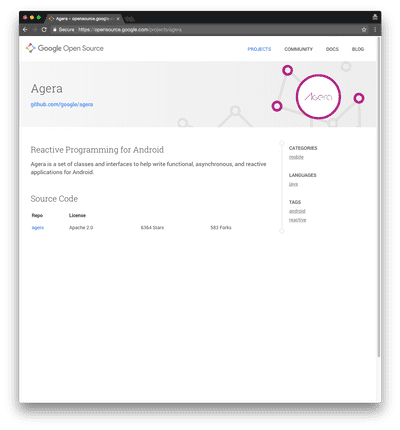 Agera – opensource.google.
Secure https://opensource.google.com/projects/agera
Google Open Source
PROJECTS COMMUNITY DOCS BLOG
Agera
github.com/google/agera
Agera
Reactive Programming for Android
Agera is a set of classes and interfaces to help write functional, asynchronous, and reactive
applications for Android.
Source Code
Repo License
agera Apache 2.0 6364 Stars 583 Forks
CATEGORIES
mobile
LANGUAGES
java
TAGS
android
reactive